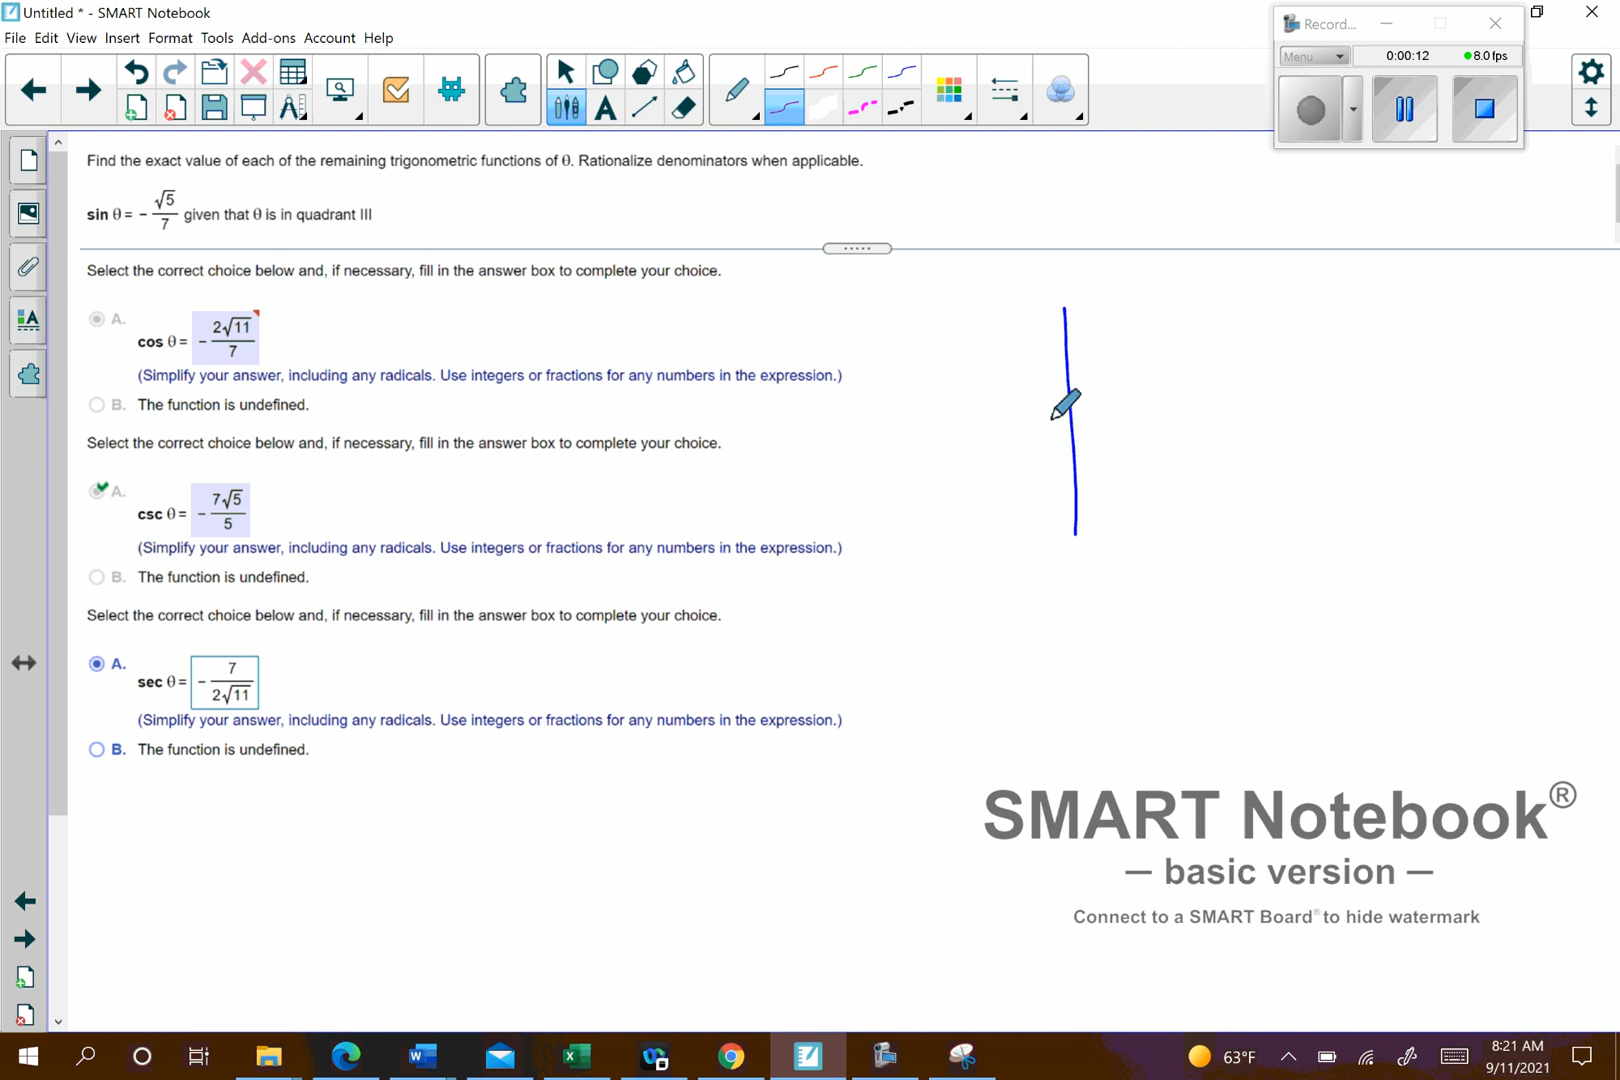 Untitled * - SMART Notebook
File Edit View Insert Format Tools Add-ons Account Help
Record...
Menu 0:00:12 8.0 fps
Find the exact value of each of the remaining trigonometric functions of θ. Rationalize denominators when applicable.
sin θ = - √5/7 given that θ is in quadrant III
Select the correct choice below and, if necessary, fill in the answer box to complete your choice.
A.
cos θ = - 2√11/7
(Simplify your answer, including any radicals. Use integers or fractions for any numbers in the expression.)
B. The function is undefined.
Select the correct choice below and, if necessary, fill in the answer box to complete your choice.
A.
csc θ = - 7√5/5
(Simplify your answer, including any radicals. Use integers or fractions for any numbers in the expression.)
B. The function is undefined.
Select the correct choice below and, if necessary, fill in the answer box to complete your choice.
A.
sec θ = - 7/2√11
(Simplify your answer, including any radicals. Use integers or fractions for any numbers in the expression.)
B. The function is undefined.
SMART Notebook®
— basic version —
Connect to a SMART Board® to hide watermark
63°F
8:21 AM
9/11/2021